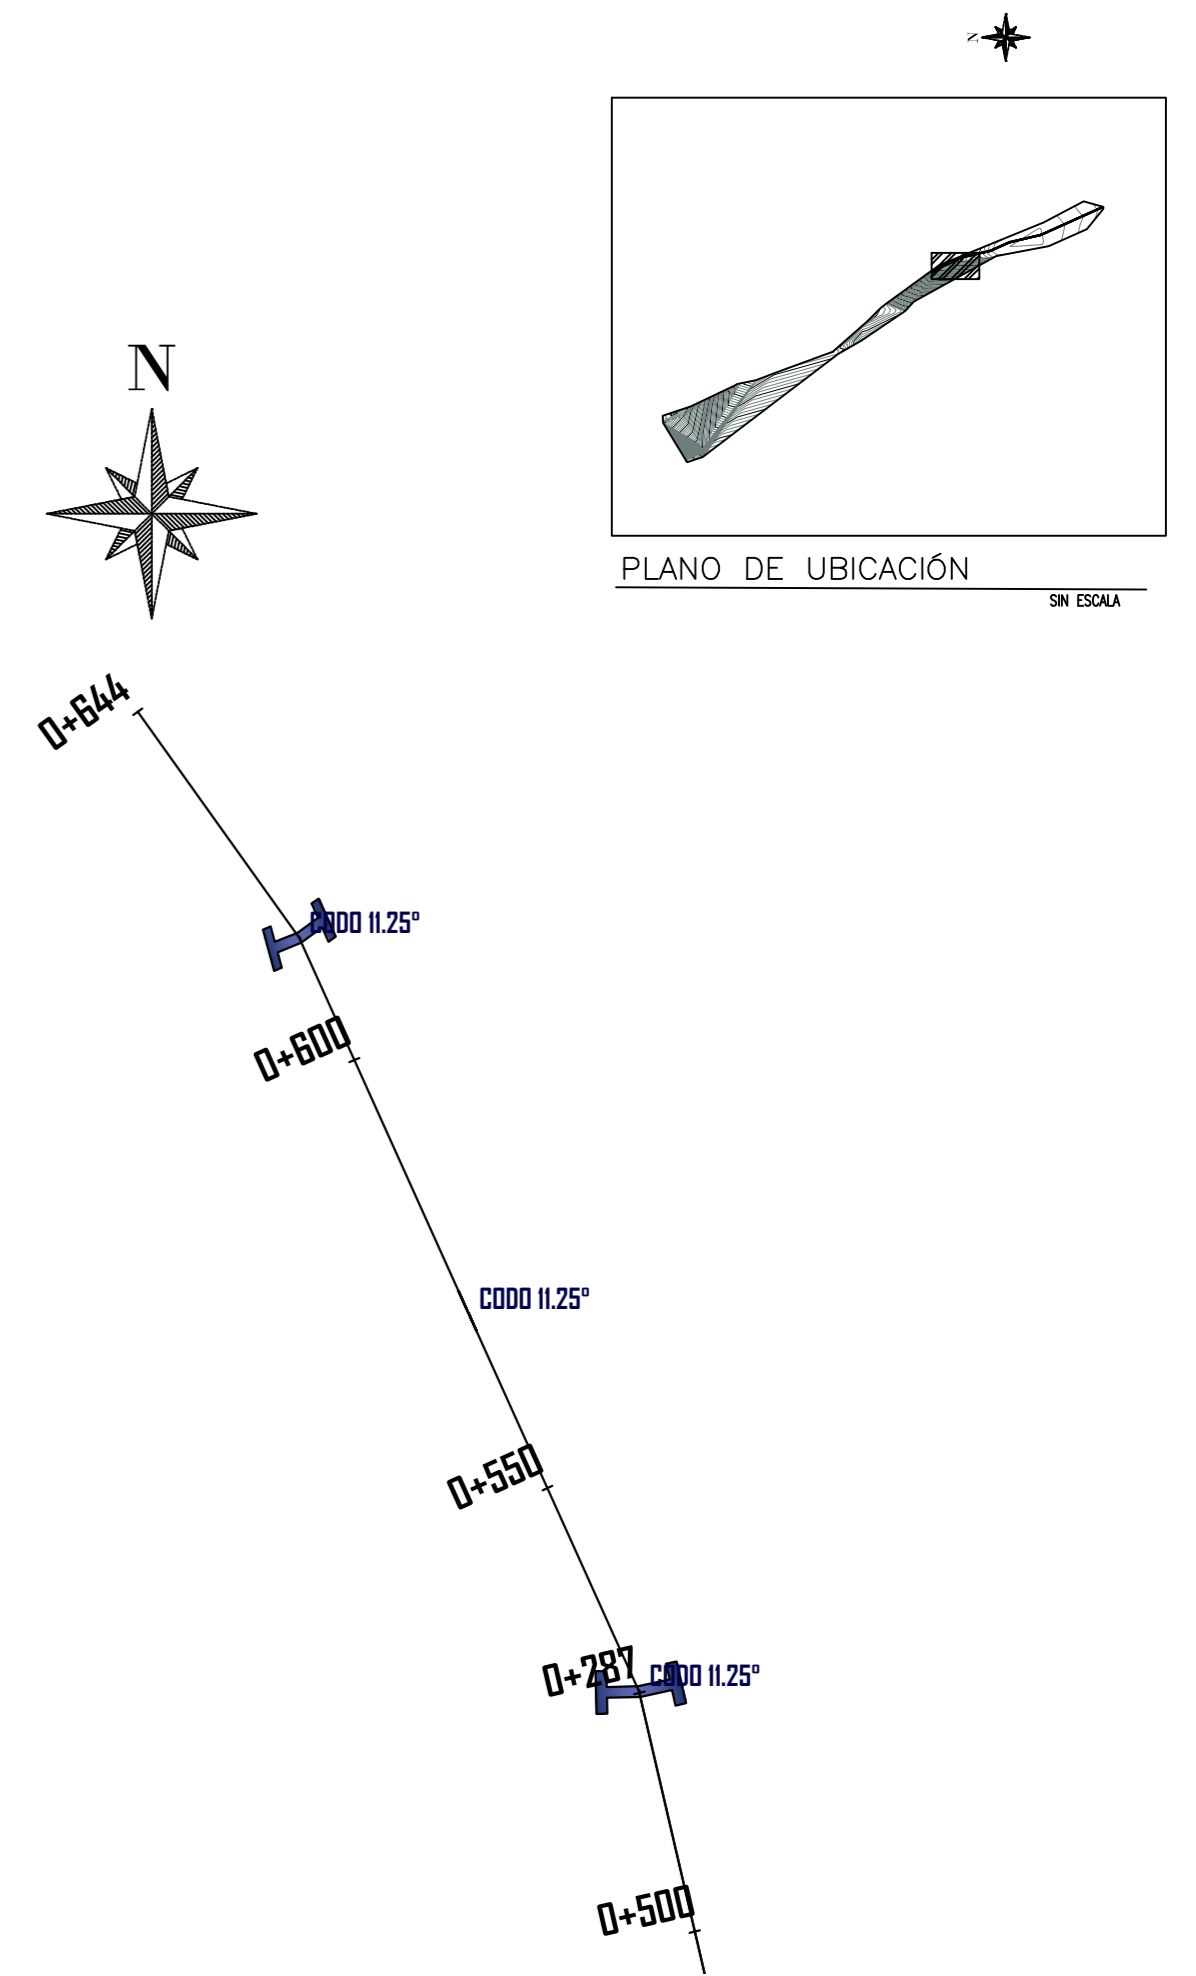 N
PLANO DE UBICACIÓN
SIN ESCALA
N
0+644
CODO 11.25°
0+600
CODO 11.25°
0+550
0+287
CODO 11.25°
0+500